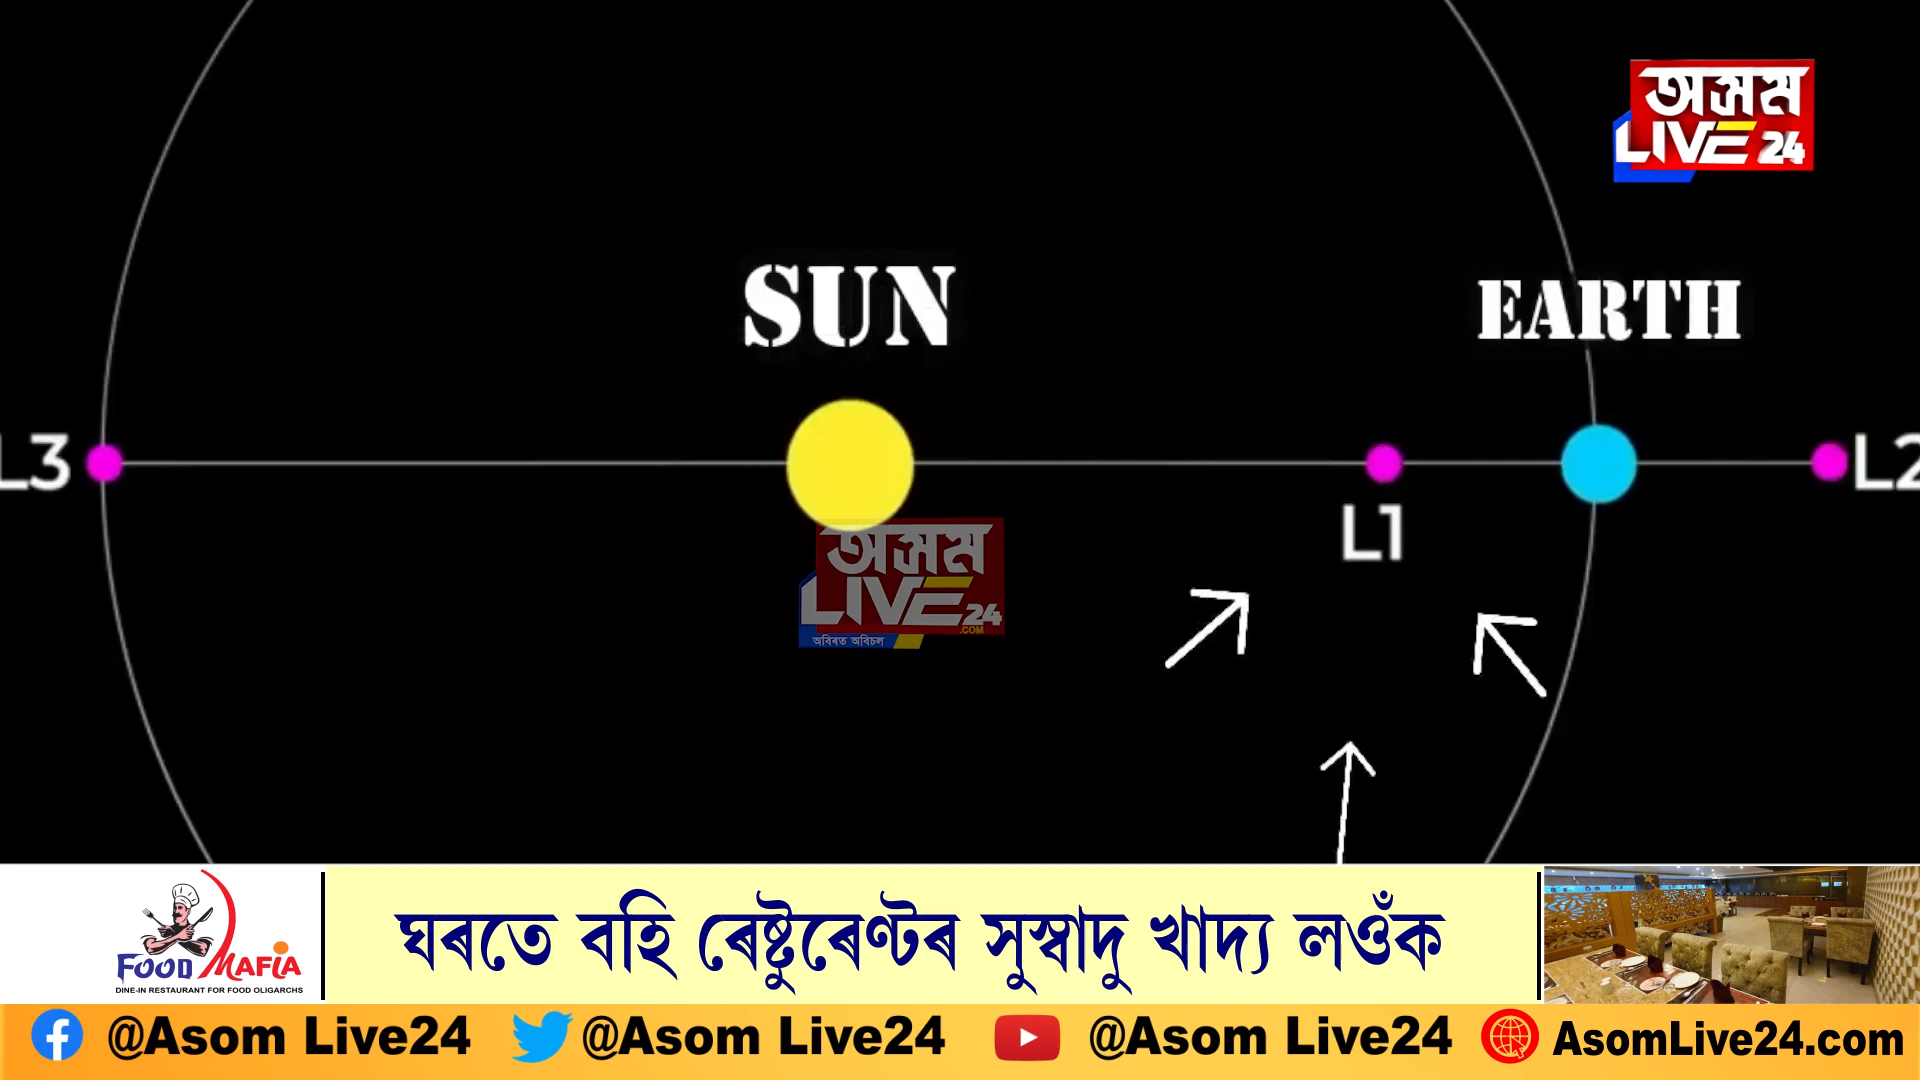 অসম
LIVE 24
SUN
EARTH
L3
L2
L1
অসম
LIVE 24
.COM
অবিৰত অবিচল
FOOD MAFIA
DINE-IN RESTAURANT FOR FOOD OLIGARCHS
ঘৰতে বহি ৰেষ্টুৰেণ্টৰ সুস্বাদু খাদ্য লওঁক
@Asom Live24 @Asom Live24 @Asom Live24 AsomLive24.com